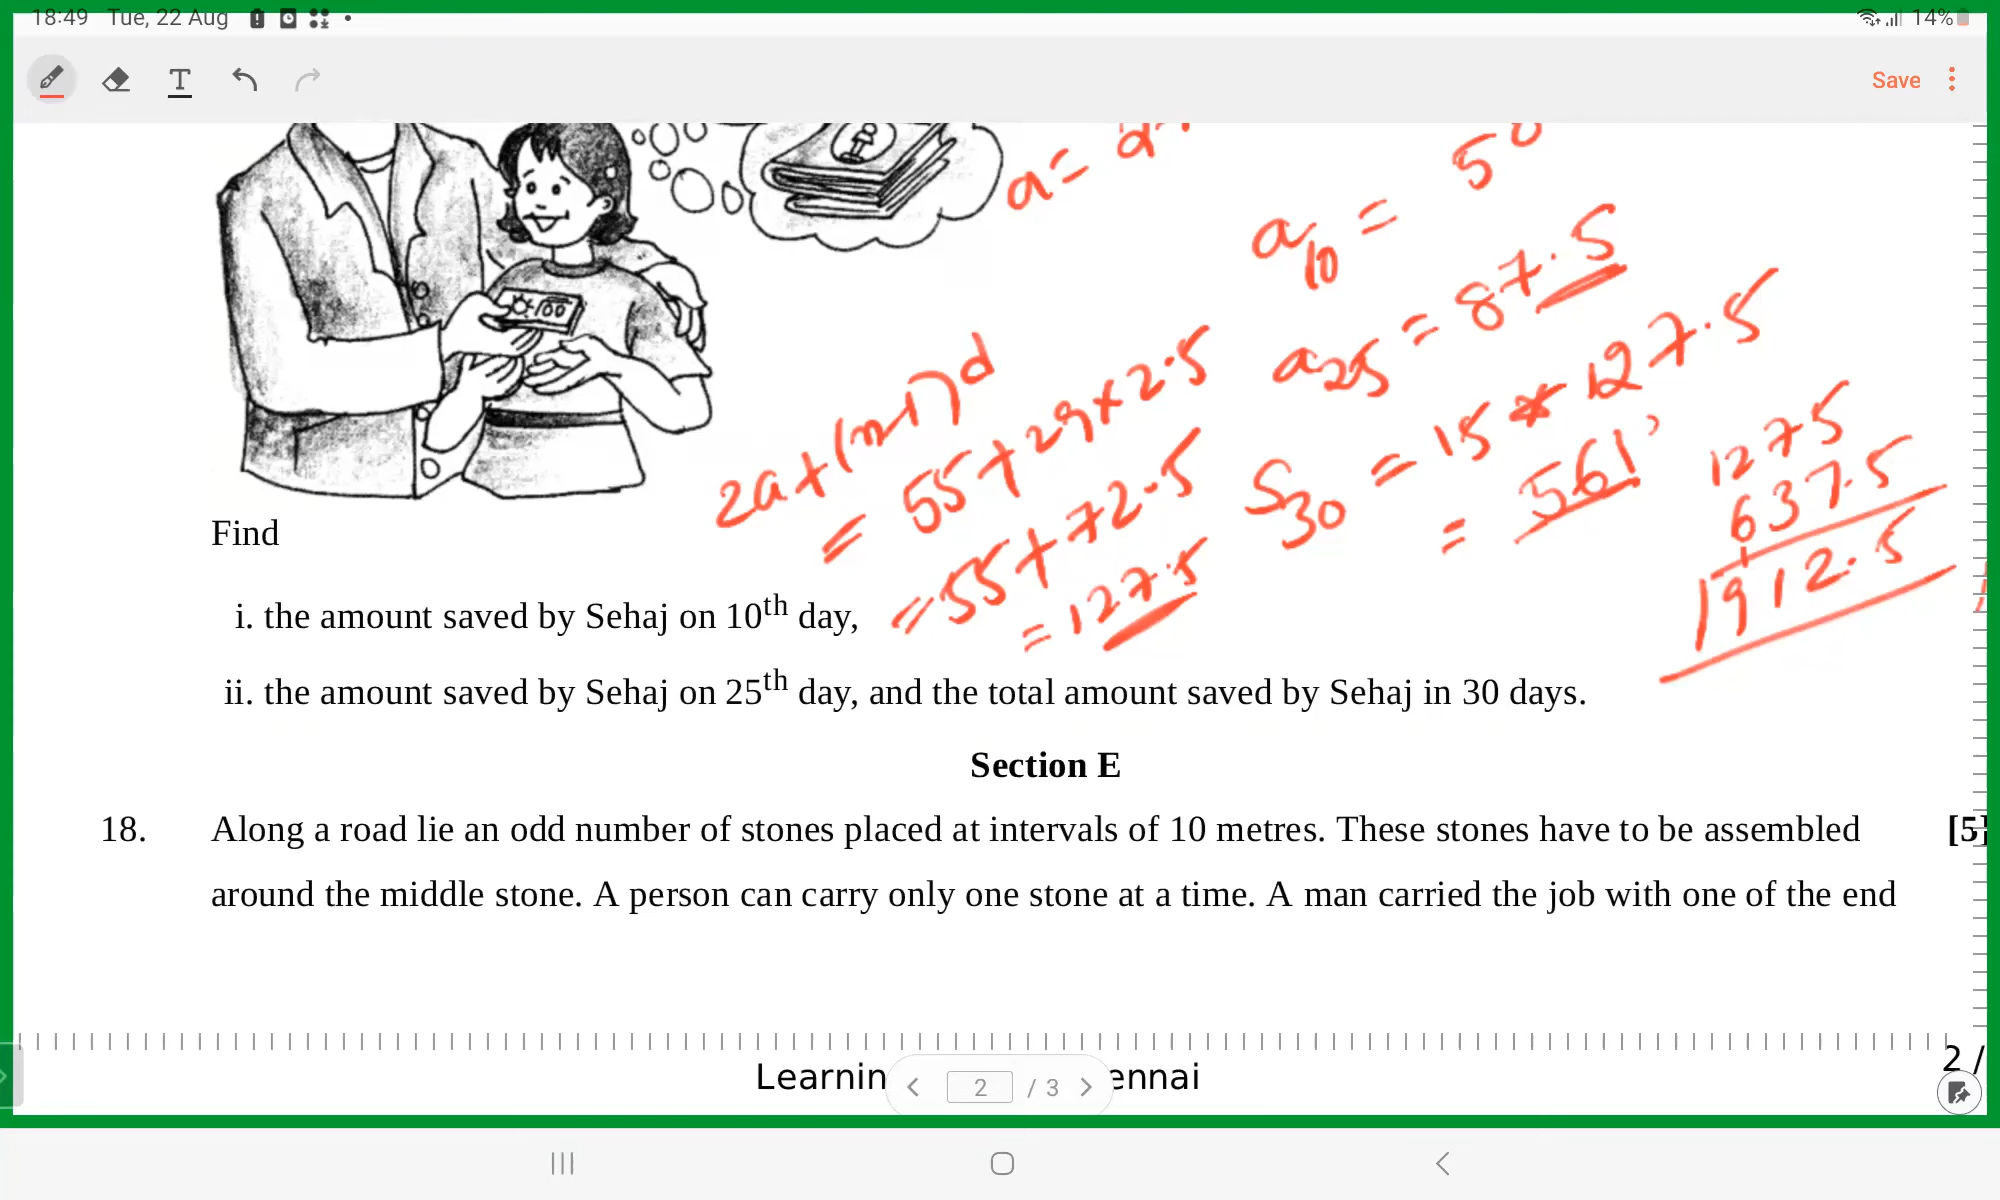 18:49 Tue, 22 Aug
14%
T
Save
a =
a10 = 50
a25 = 87.5
100
2a+(n-1)d
= 55+29×2.5
= 55+72.5
= 127.5
S30 = 15 * 127.5
= 561
1275
637.5
1912.5
Find
i. the amount saved by Sehaj on 10th day,
ii. the amount saved by Sehaj on 25th day, and the total amount saved by Sehaj in 30 days.
Section E
18. Along a road lie an odd number of stones placed at intervals of 10 metres. These stones have to be assembled [5]
around the middle stone. A person can carry only one stone at a time. A man carried the job with one of the end
Learnin
ennai
2 / 3
2 /